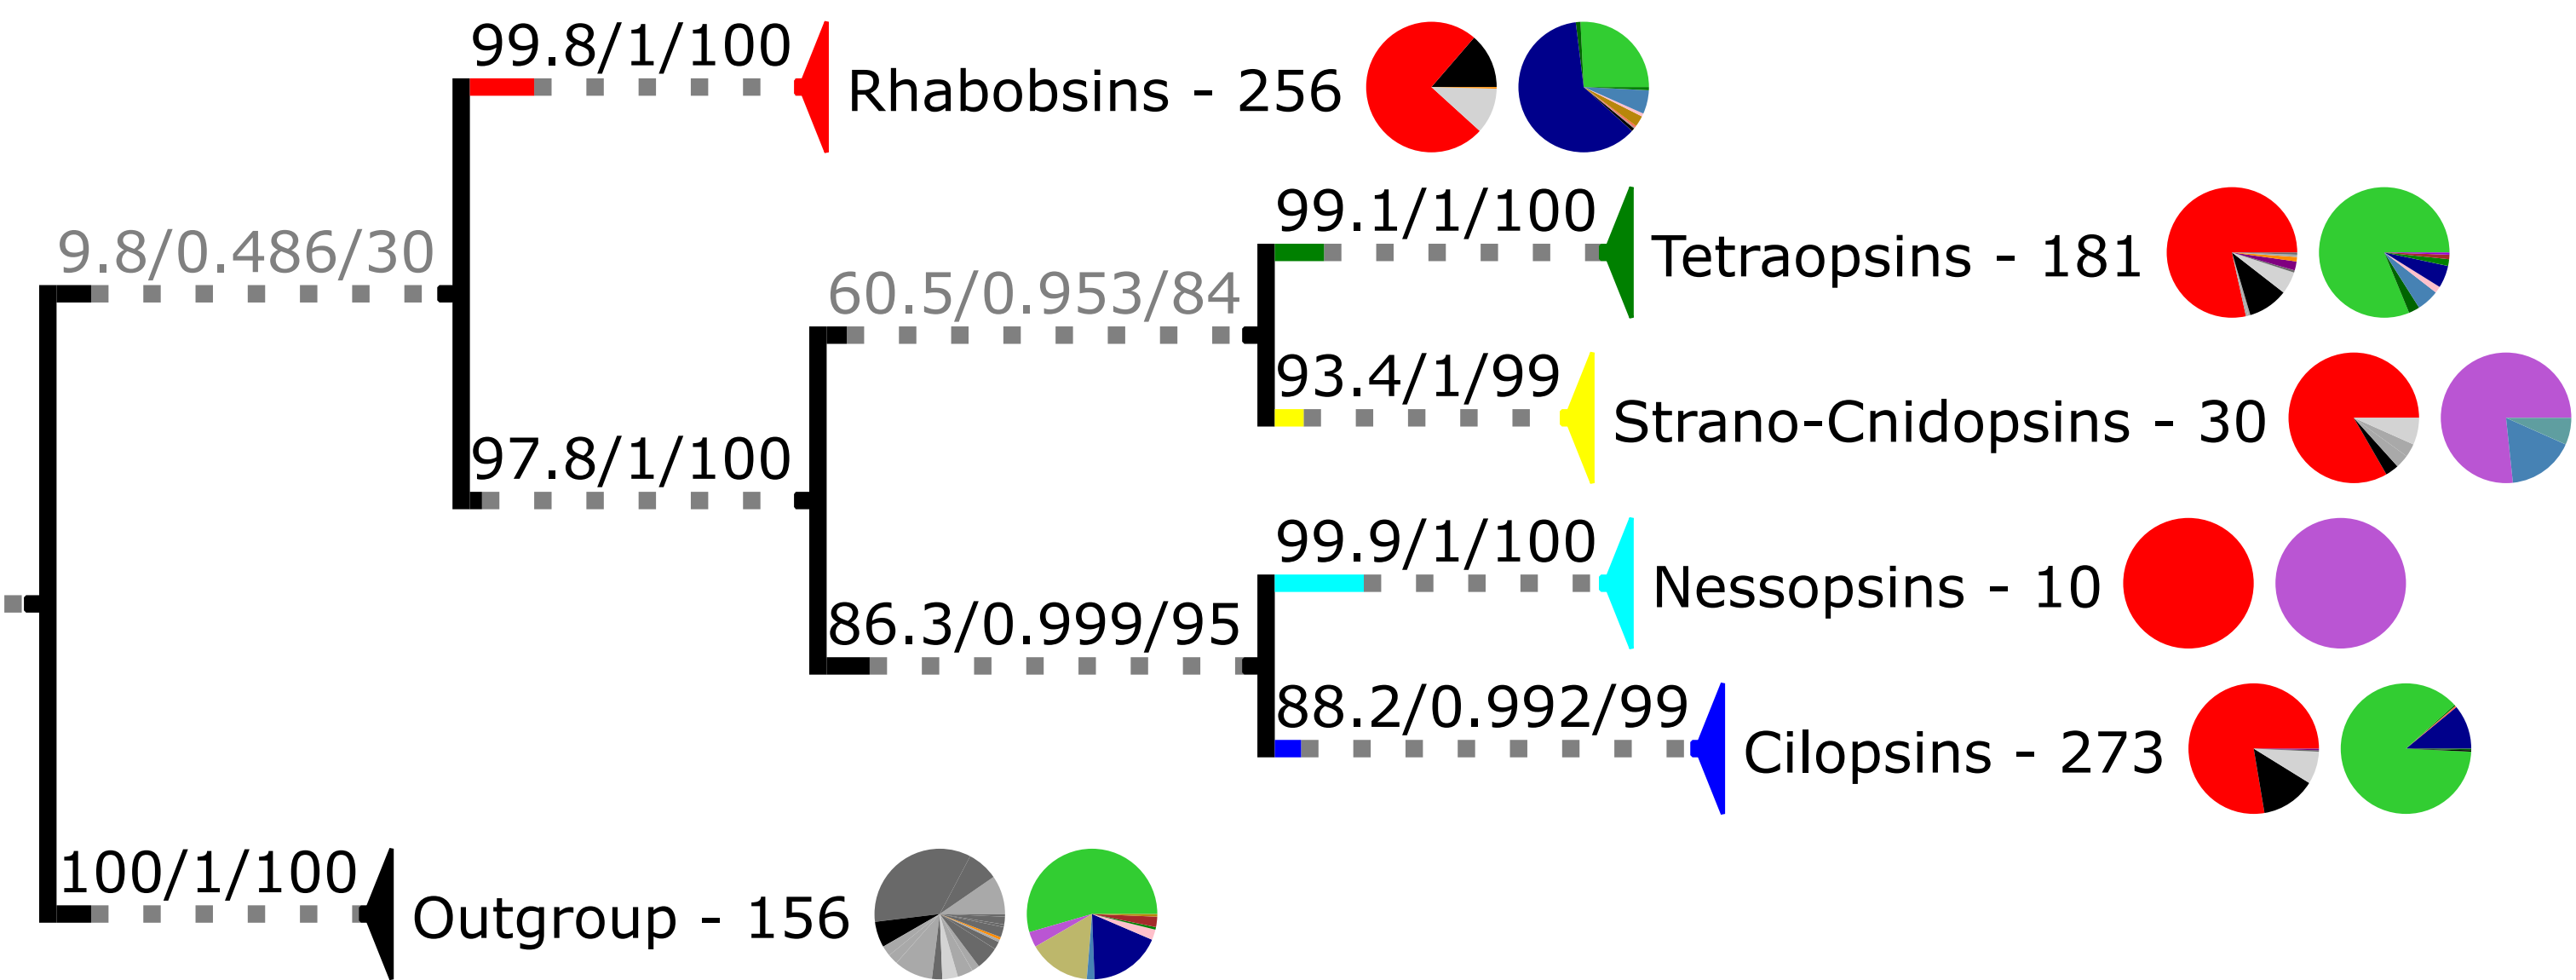 99.8/1/100
Rhabobsins - 256
99.1/1/100
Tetraopsins - 181
9.8/0.486/30
60.5/0.953/84
93.4/1/99
Strano-Cnidopsins - 30
97.8/1/100
99.9/1/100
Nessopsins - 10
86.3/0.999/95
88.2/0.992/99
Cilopsins - 273
100/1/100
Outgroup - 156